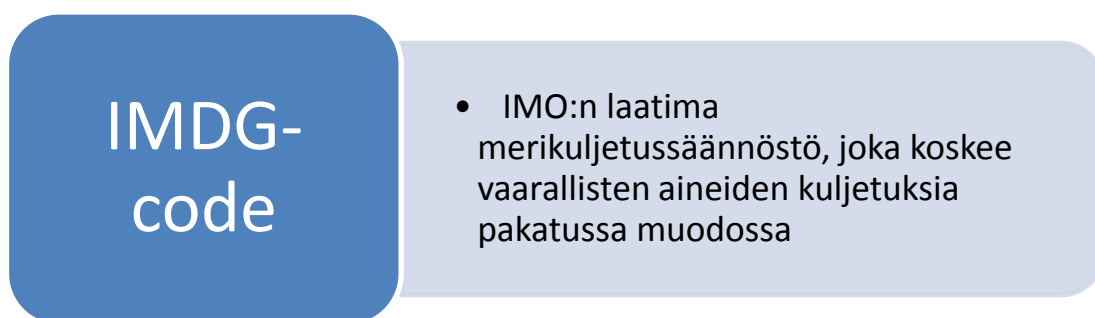 IMDG-
code
• IMO:n laatima
merikuljetussäännöstö, joka koskee
vaarallisten aineiden kuljetuksia
pakatussa muodossa